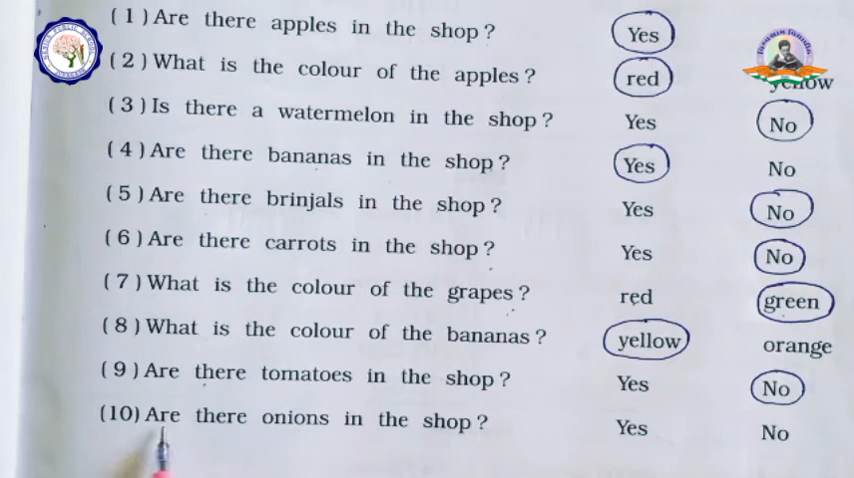 (1) Are there apples in the shop? Yes
(2) What is the colour of the apples? red yellow
(3) Is there a watermelon in the shop? Yes No
(4) Are there bananas in the shop? Yes No
(5) Are there brinjals in the shop? Yes No
(6) Are there carrots in the shop? Yes No
(7) What is the colour of the grapes? red green
(8) What is the colour of the bananas? yellow orange
(9) Are there tomatoes in the shop? Yes No
(10) Are there onions in the shop? Yes No